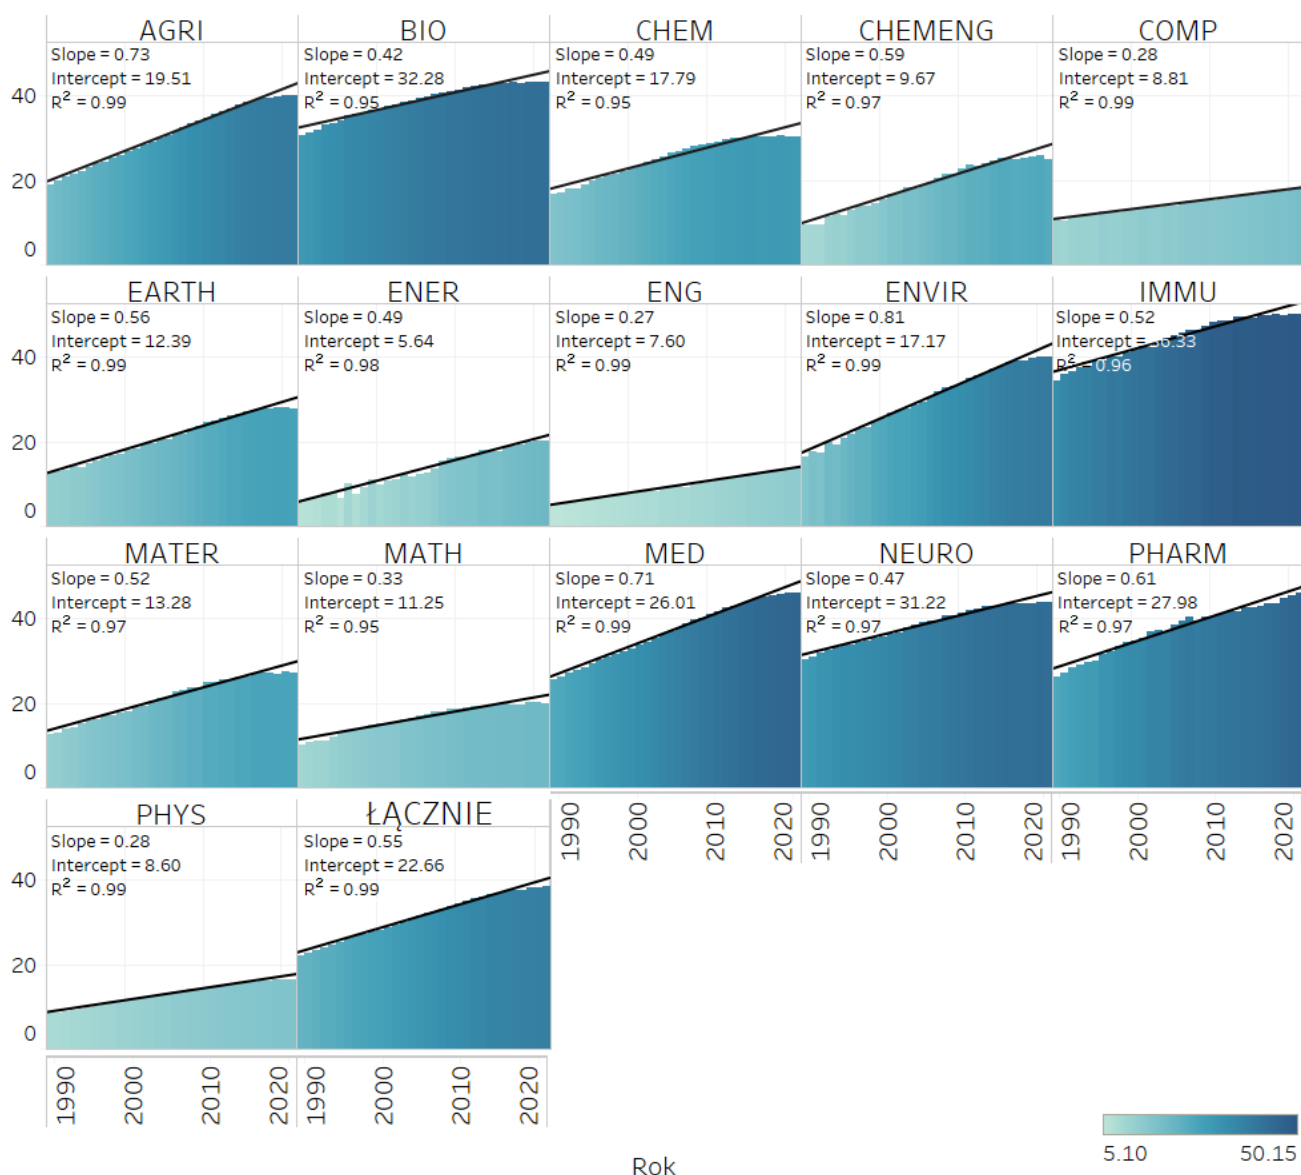 AGRI
Slope = 0.73
Intercept = 19.51
R² = 0.99
BIO
Slope = 0.42
Intercept = 32.28
R² = 0.95
CHEM
Slope = 0.49
Intercept = 17.79
R² = 0.95
CHEMENG
Slope = 0.59
Intercept = 9.67
R² = 0.97
COMP
Slope = 0.28
Intercept = 8.81
R² = 0.99
40
20
0
EARTH
Slope = 0.56
Intercept = 12.39
R² = 0.99
ENER
Slope = 0.49
Intercept = 5.64
R² = 0.98
ENG
Slope = 0.27
Intercept = 7.60
R² = 0.99
ENVIR
Slope = 0.81
Intercept = 17.17
R² = 0.99
IMMU
Slope = 0.52
Intercept = 36.33
R² = 0.96
40
20
0
MATER
Slope = 0.52
Intercept = 13.28
R² = 0.97
MATH
Slope = 0.33
Intercept = 11.25
R² = 0.95
MED
Slope = 0.71
Intercept = 26.01
R² = 0.99
NEURO
Slope = 0.47
Intercept = 31.22
R² = 0.97
PHARM
Slope = 0.61
Intercept = 27.98
R² = 0.97
40
20
0
1990 2000 2010 2020
1990 2000 2010 2020
1990 2000 2010 2020
PHYS
Slope = 0.28
Intercept = 8.60
R² = 0.99
ŁĄCZNIE
Slope = 0.55
Intercept = 22.66
R² = 0.99
40
20
0
1990 2000 2010 2020
1990 2000 2010 2020
Rok
5.10 50.15